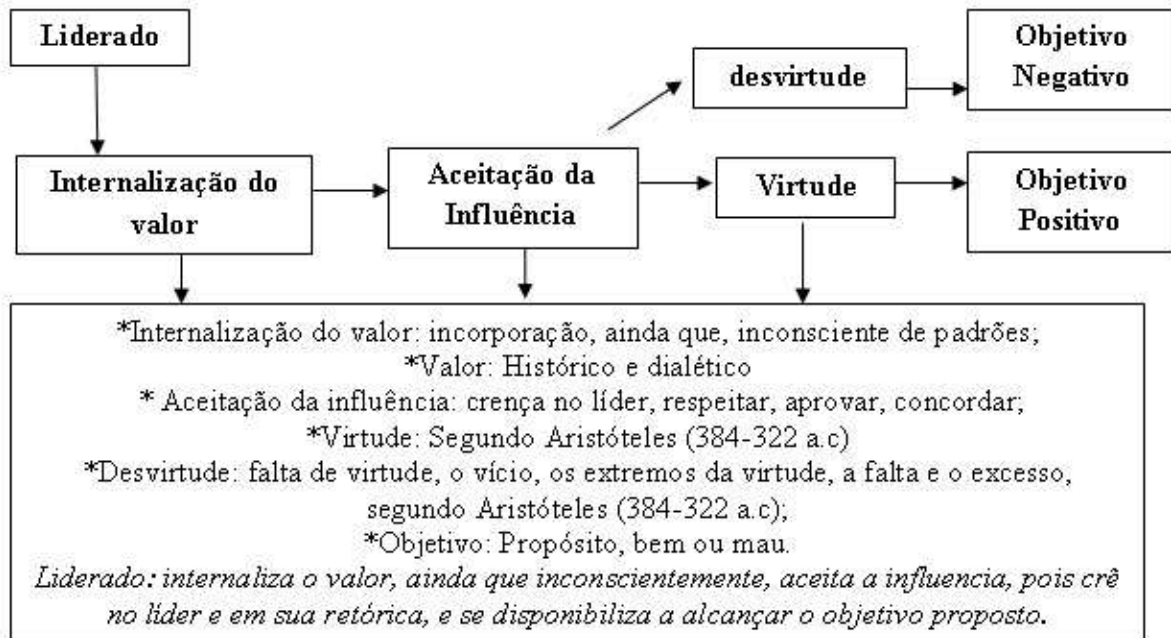 Liderado
desvirtude
Objetivo
Negativo
Internalização do
valor
Aceitação da
Influência
Virtude
Objetivo
Positivo
*Internalização do valor: incorporação, ainda que, inconsciente de padrões;
*Valor: Histórico e dialético
* Aceitação da influência: crença no líder, respeitar, aprovar, concordar;
*Virtude: Segundo Aristóteles (384-322 a.c)
*Desvirtude: falta de virtude, o vício, os extremos da virtude, a falta e o excesso,
segundo Aristóteles (384-322 a.c);
*Objetivo: Propósito, bem ou mau.
Liderado: internaliza o valor, ainda que inconscientemente, aceita a influencia, pois crê
no líder e em sua retórica, e se disponibiliza a alcançar o objetivo proposto.